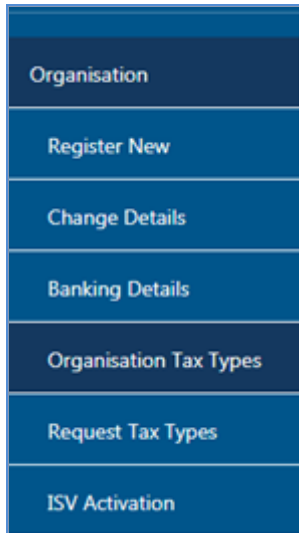 Organisation
Register New
Change Details
Banking Details
Organisation Tax Types
Request Tax Types
ISV Activation